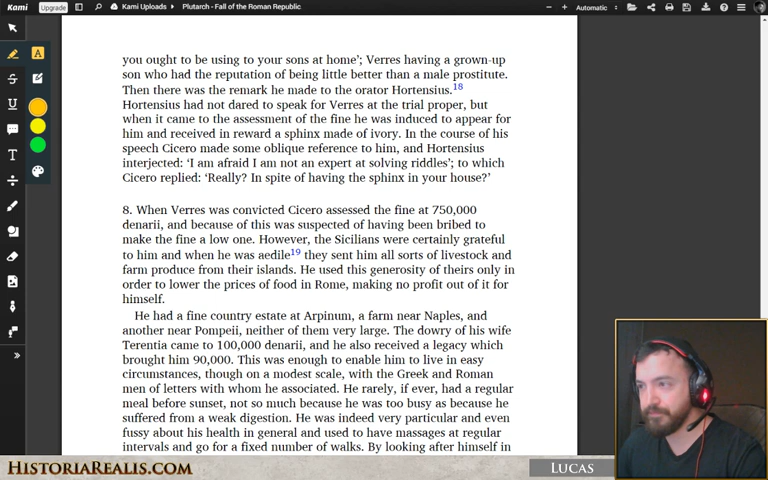 Kami Upgrade Kami Uploads > Plutarch - Fall of the Roman Republic Automatic
you ought to be using to your sons at home’; Verres having a grown-up
son who had the reputation of being little better than a male prostitute.
Then there was the remark he made to the orator Hortensius.18
Hortensius had not dared to speak for Verres at the trial proper, but
when it came to the assessment of the fine he was induced to appear for
him and received in reward a sphinx made of ivory. In the course of his
speech Cicero made some oblique reference to him, and Hortensius
interjected: ‘I am afraid I am not an expert at solving riddles’; to which
Cicero replied: ‘Really? In spite of having the sphinx in your house?’
8. When Verres was convicted Cicero assessed the fine at 750,000
denarii, and because of this was suspected of having been bribed to
make the fine a low one. However, the Sicilians were certainly grateful
to him and when he was aedile19 they sent him all sorts of livestock and
farm produce from their islands. He used this generosity of theirs only in
order to lower the prices of food in Rome, making no profit out of it for
himself.
He had a fine country estate at Arpinum, a farm near Naples, and
another near Pompeii, neither of them very large. The dowry of his wife
Terentia came to 100,000 denarii, and he also received a legacy which
brought him 90,000. This was enough to enable him to live in easy
circumstances, though on a modest scale, with the Greek and Roman
men of letters with whom he associated. He rarely, if ever, had a regular
meal before sunset, not so much because he was too busy as because he
suffered from a weak digestion. He was indeed very particular and even
fussy about his health in general and used to have massages at regular
intervals and go for a fixed number of walks. By looking after himself in
HistoriaRealis.com
Lucas